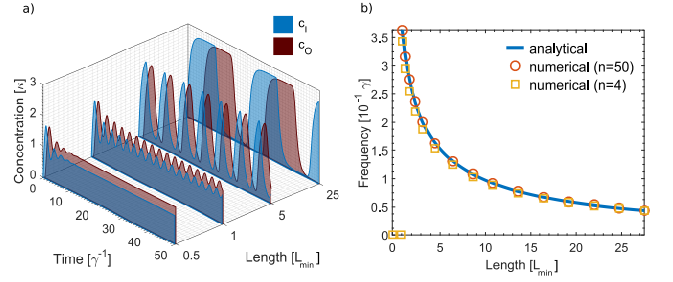 a)
c_I
c_O
Concentration [κ]
3
2
1
0
0
10
20
30
40
50
60
Time [γ⁻¹]
0.5
1
5
25
Length [L_min]
b)
analytical
numerical (n=50)
numerical (n=4)
Frequency [10⁻¹ γ]
3,5
3
2,5
2
1,5
1
0,5
0
0
5
10
15
20
25
Length [L_min]